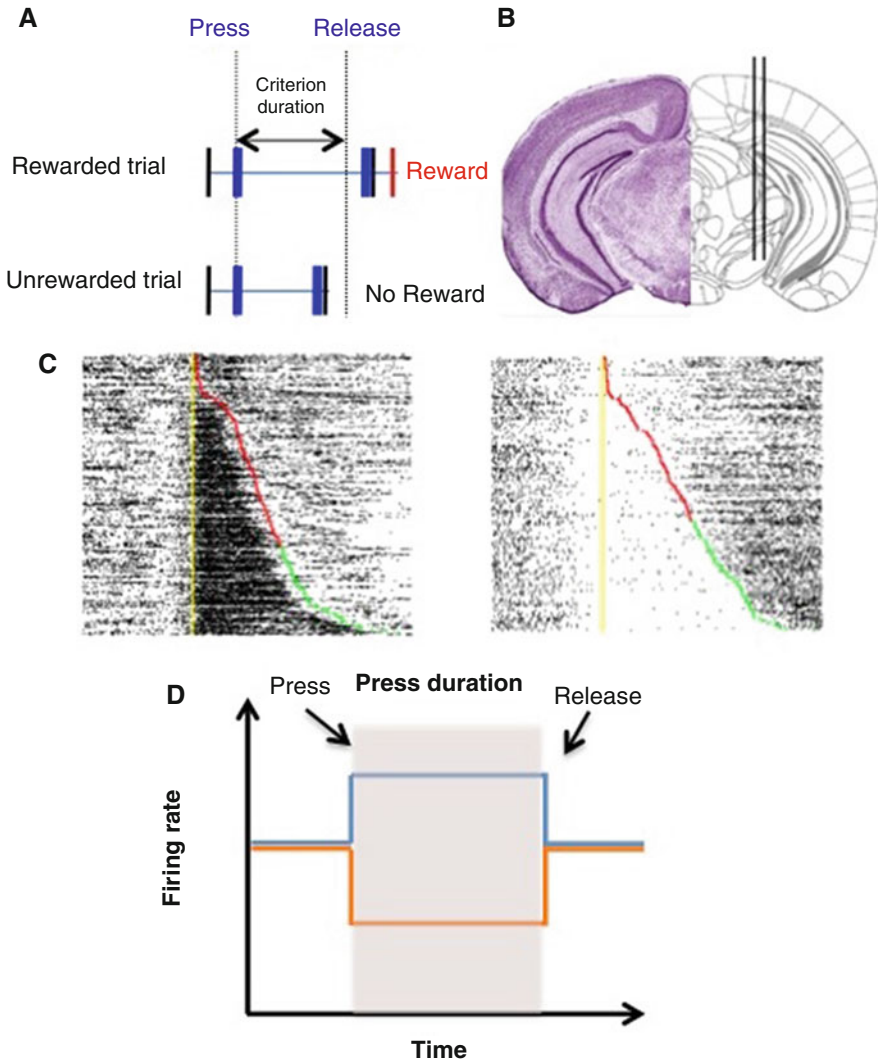 A
Press
Release
Criterion
duration
Rewarded trial
Reward
Unrewarded trial
No Reward
B
C
D
Press
Press duration
Release
Firing rate
Time